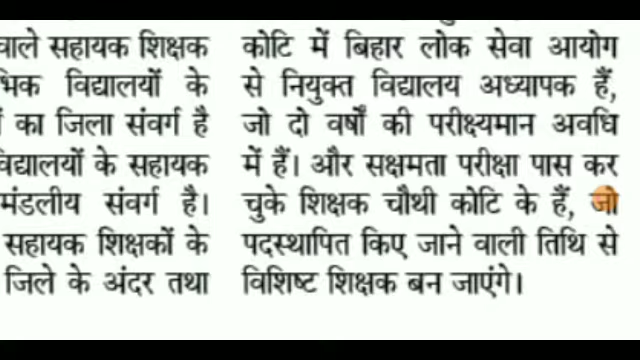 वाले सहायक शिक्षक
भिक विद्यालयों के
का जिला संवर्ग है
विद्यालयों के सहायक
मंडलीय संवर्ग है।
सहायक शिक्षकों के
जिले के अंदर तथा
कोटि में बिहार लोक सेवा आयोग
से नियुक्त विद्यालय अध्यापक हैं,
जो दो वर्षों की परीक्ष्यमान अवधि
में हैं। और सक्षमता परीक्षा पास कर
चुके शिक्षक चौथी कोटि के हैं, जो
पदस्थापित किए जाने वाली तिथि से
विशिष्ट शिक्षक बन जाएंगे।